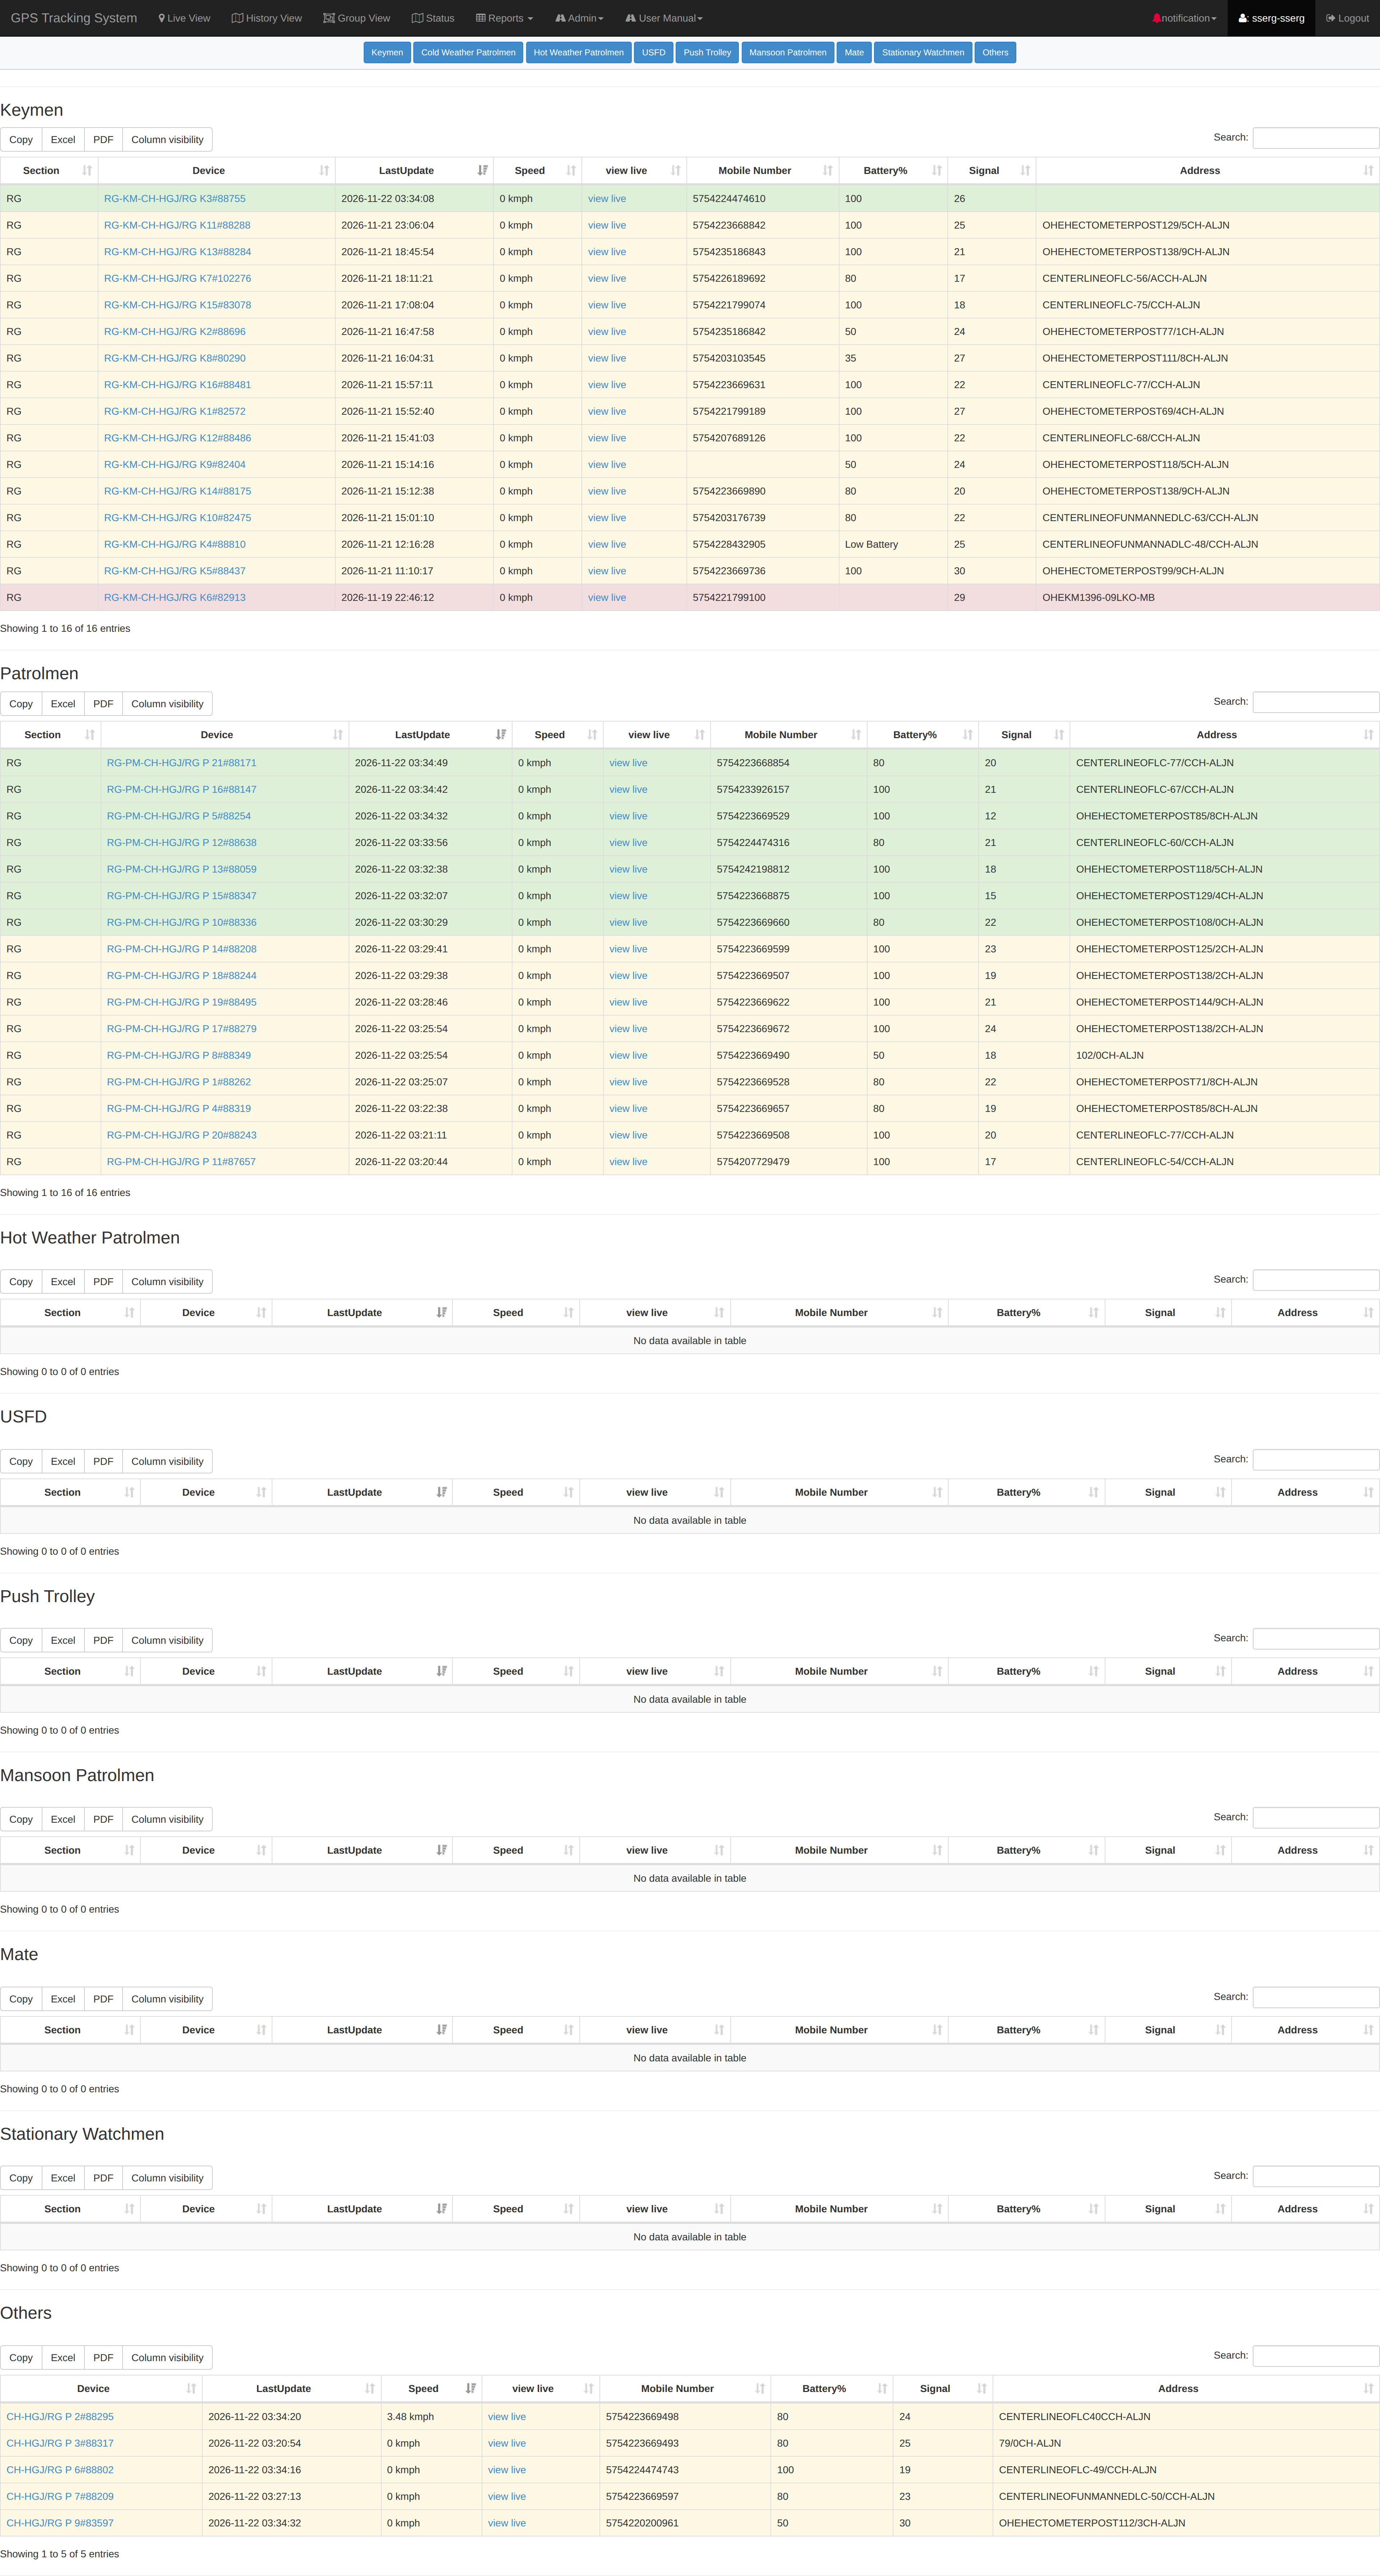 GPS Tracking System Live View History View Group View Status Reports Admin User Manual notification : sserg-sserg Logout
Keymen Cold Weather Patrolmen Hot Weather Patrolmen USFD Push Trolley Mansoon Patrolmen Mate Stationary Watchmen Others
Keymen
Copy Excel PDF Column visibility Search:
Section Device LastUpdate Speed view live Mobile Number Battery% Signal Address
RG RG-KM-CH-HGJ/RG K3#88755 2026-11-22 03:34:08 0 kmph view live 5754224474610 100 26
RG RG-KM-CH-HGJ/RG K11#88288 2026-11-21 23:06:04 0 kmph view live 5754223668842 100 25 OHEHECTOMETERPOST129/5CH-ALJN
RG RG-KM-CH-HGJ/RG K13#88284 2026-11-21 18:45:54 0 kmph view live 5754235186843 100 21 OHEHECTOMETERPOST138/9CH-ALJN
RG RG-KM-CH-HGJ/RG K7#102276 2026-11-21 18:11:21 0 kmph view live 5754226189692 80 17 CENTERLINEOFLC-56/ACCH-ALJN
RG RG-KM-CH-HGJ/RG K15#83078 2026-11-21 17:08:04 0 kmph view live 5754221799074 100 18 CENTERLINEOFLC-75/CCH-ALJN
RG RG-KM-CH-HGJ/RG K2#88696 2026-11-21 16:47:58 0 kmph view live 5754235186842 50 24 OHEHECTOMETERPOST77/1CH-ALJN
RG RG-KM-CH-HGJ/RG K8#80290 2026-11-21 16:04:31 0 kmph view live 5754203103545 35 27 OHEHECTOMETERPOST111/8CH-ALJN
RG RG-KM-CH-HGJ/RG K16#88481 2026-11-21 15:57:11 0 kmph view live 5754223669631 100 22 CENTERLINEOFLC-77/CCH-ALJN
RG RG-KM-CH-HGJ/RG K1#82572 2026-11-21 15:52:40 0 kmph view live 5754221799189 100 27 OHEHECTOMETERPOST69/4CH-ALJN
RG RG-KM-CH-HGJ/RG K12#88486 2026-11-21 15:41:03 0 kmph view live 5754207689126 100 22 CENTERLINEOFLC-68/CCH-ALJN
RG RG-KM-CH-HGJ/RG K9#82404 2026-11-21 15:14:16 0 kmph view live 50 24 OHEHECTOMETERPOST118/5CH-ALJN
RG RG-KM-CH-HGJ/RG K14#88175 2026-11-21 15:12:38 0 kmph view live 5754223669890 80 20 OHEHECTOMETERPOST138/9CH-ALJN
RG RG-KM-CH-HGJ/RG K10#82475 2026-11-21 15:01:10 0 kmph view live 5754203176739 80 22 CENTERLINEOFUNMANNEDLC-63/CCH-ALJN
RG RG-KM-CH-HGJ/RG K4#88810 2026-11-21 12:16:28 0 kmph view live 5754228432905 Low Battery 25 CENTERLINEOFUNMANNADLC-48/CCH-ALJN
RG RG-KM-CH-HGJ/RG K5#88437 2026-11-21 11:10:17 0 kmph view live 5754223669736 100 30 OHEHECTOMETERPOST99/9CH-ALJN
RG RG-KM-CH-HGJ/RG K6#82913 2026-11-19 22:46:12 0 kmph view live 5754221799100 29 OHEKM1396-09LKO-MB
Showing 1 to 16 of 16 entries
Patrolmen
Copy Excel PDF Column visibility Search:
Section Device LastUpdate Speed view live Mobile Number Battery% Signal Address
RG RG-PM-CH-HGJ/RG P 21#88171 2026-11-22 03:34:49 0 kmph view live 5754223668854 80 20 CENTERLINEOFLC-77/CCH-ALJN
RG RG-PM-CH-HGJ/RG P 16#88147 2026-11-22 03:34:42 0 kmph view live 5754233926157 100 21 CENTERLINEOFLC-67/CCH-ALJN
RG RG-PM-CH-HGJ/RG P 5#88254 2026-11-22 03:34:32 0 kmph view live 5754223669529 100 12 OHEHECTOMETERPOST85/8CH-ALJN
RG RG-PM-CH-HGJ/RG P 12#88638 2026-11-22 03:33:56 0 kmph view live 5754224474316 80 21 CENTERLINEOFLC-60/CCH-ALJN
RG RG-PM-CH-HGJ/RG P 13#88059 2026-11-22 03:32:38 0 kmph view live 5754242198812 100 18 OHEHECTOMETERPOST118/5CH-ALJN
RG RG-PM-CH-HGJ/RG P 15#88347 2026-11-22 03:32:07 0 kmph view live 5754223668875 100 15 OHEHECTOMETERPOST129/4CH-ALJN
RG RG-PM-CH-HGJ/RG P 10#88336 2026-11-22 03:30:29 0 kmph view live 5754223669660 80 22 OHEHECTOMETERPOST108/0CH-ALJN
RG RG-PM-CH-HGJ/RG P 14#88208 2026-11-22 03:29:41 0 kmph view live 5754223669599 100 23 OHEHECTOMETERPOST125/2CH-ALJN
RG RG-PM-CH-HGJ/RG P 18#88244 2026-11-22 03:29:38 0 kmph view live 5754223669507 100 19 OHEHECTOMETERPOST138/2CH-ALJN
RG RG-PM-CH-HGJ/RG P 19#88495 2026-11-22 03:28:46 0 kmph view live 5754223669622 100 21 OHEHECTOMETERPOST144/9CH-ALJN
RG RG-PM-CH-HGJ/RG P 17#88279 2026-11-22 03:25:54 0 kmph view live 5754223669672 100 24 OHEHECTOMETERPOST138/2CH-ALJN
RG RG-PM-CH-HGJ/RG P 8#88349 2026-11-22 03:25:54 0 kmph view live 5754223669490 50 18 102/0CH-ALJN
RG RG-PM-CH-HGJ/RG P 1#88262 2026-11-22 03:25:07 0 kmph view live 5754223669528 80 22 OHEHECTOMETERPOST71/8CH-ALJN
RG RG-PM-CH-HGJ/RG P 4#88319 2026-11-22 03:22:38 0 kmph view live 5754223669657 80 19 OHEHECTOMETERPOST85/8CH-ALJN
RG RG-PM-CH-HGJ/RG P 20#88243 2026-11-22 03:21:11 0 kmph view live 5754223669508 100 20 CENTERLINEOFLC-77/CCH-ALJN
RG RG-PM-CH-HGJ/RG P 11#87657 2026-11-22 03:20:44 0 kmph view live 5754207729479 100 17 CENTERLINEOFLC-54/CCH-ALJN
Showing 1 to 16 of 16 entries
Hot Weather Patrolmen
Copy Excel PDF Column visibility Search:
Section Device LastUpdate Speed view live Mobile Number Battery% Signal Address
No data available in table
Showing 0 to 0 of 0 entries
USFD
Copy Excel PDF Column visibility Search:
Section Device LastUpdate Speed view live Mobile Number Battery% Signal Address
No data available in table
Showing 0 to 0 of 0 entries
Push Trolley
Copy Excel PDF Column visibility Search:
Section Device LastUpdate Speed view live Mobile Number Battery% Signal Address
No data available in table
Showing 0 to 0 of 0 entries
Mansoon Patrolmen
Copy Excel PDF Column visibility Search:
Section Device LastUpdate Speed view live Mobile Number Battery% Signal Address
No data available in table
Showing 0 to 0 of 0 entries
Mate
Copy Excel PDF Column visibility Search:
Section Device LastUpdate Speed view live Mobile Number Battery% Signal Address
No data available in table
Showing 0 to 0 of 0 entries
Stationary Watchmen
Copy Excel PDF Column visibility Search:
Section Device LastUpdate Speed view live Mobile Number Battery% Signal Address
No data available in table
Showing 0 to 0 of 0 entries
Others
Copy Excel PDF Column visibility Search:
Device LastUpdate Speed view live Mobile Number Battery% Signal Address
CH-HGJ/RG P 2#88295 2026-11-22 03:34:20 3.48 kmph view live 5754223669498 80 24 CENTERLINEOFLC40CCH-ALJN
CH-HGJ/RG P 3#88317 2026-11-22 03:20:54 0 kmph view live 5754223669493 80 25 79/0CH-ALJN
CH-HGJ/RG P 6#88802 2026-11-22 03:34:16 0 kmph view live 5754224474743 100 19 CENTERLINEOFLC-49/CCH-ALJN
CH-HGJ/RG P 7#88209 2026-11-22 03:27:13 0 kmph view live 5754223669597 80 23 CENTERLINEOFUNMANNEDLC-50/CCH-ALJN
CH-HGJ/RG P 9#83597 2026-11-22 03:34:32 0 kmph view live 5754220200961 50 30 OHEHECTOMETERPOST112/3CH-ALJN
Showing 1 to 5 of 5 entries